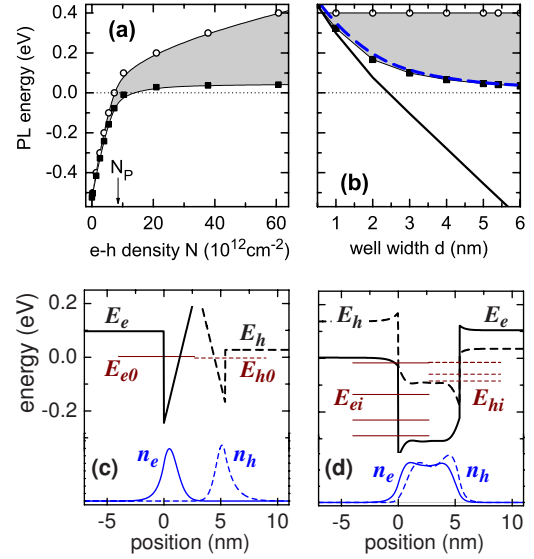 (a)
PL energy (eV)
0.4
0.2
0.0
-0.2
-0.4
N_P
0 10 20 30 40 50 60
e-h density N (10^12 cm^-2)
(b)
1 2 3 4 5 6
well width d (nm)
energy (eV)
0.2
0.0
-0.2
E_e
E_h
E_e0
E_h0
(c)
n_e
n_h
-5 0 5 10
position (nm)
E_h
E_e
E_ei
E_hi
(d)
n_e
n_h
-5 0 5 10
position (nm)